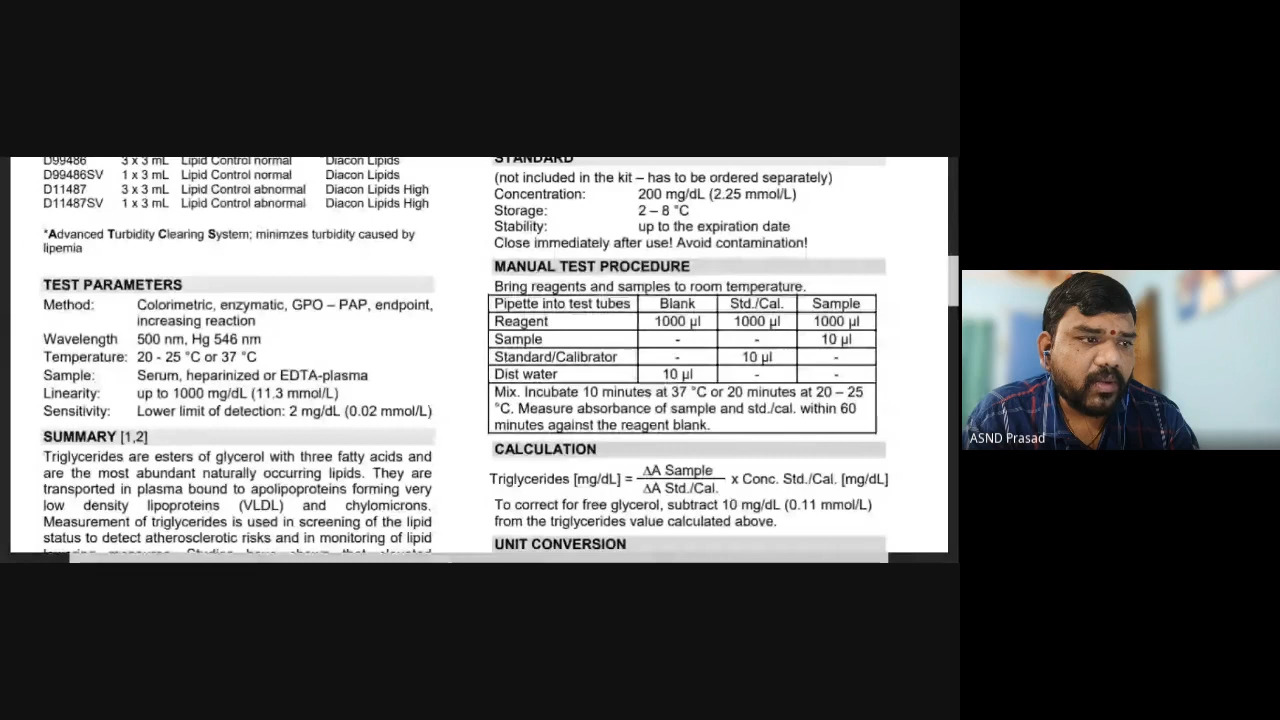 D99486 3 x 3 mL Lipid Control normal Diacon Lipids
D99486SV 1 x 3 mL Lipid Control normal Diacon Lipids
D11487 3 x 3 mL Lipid Control abnormal Diacon Lipids High
D11487SV 1 x 3 mL Lipid Control abnormal Diacon Lipids High
*Advanced Turbidity Clearing System; minimzes turbidity caused by
lipemia
TEST PARAMETERS
Method: Colorimetric, enzymatic, GPO – PAP, endpoint,
increasing reaction
Wavelength 500 nm, Hg 546 nm
Temperature: 20 - 25 °C or 37 °C
Sample: Serum, heparinized or EDTA-plasma
Linearity: up to 1000 mg/dL (11.3 mmol/L)
Sensitivity: Lower limit of detection: 2 mg/dL (0.02 mmol/L)
SUMMARY [1,2]
Triglycerides are esters of glycerol with three fatty acids and
are the most abundant naturally occurring lipids. They are
transported in plasma bound to apolipoproteins forming very
low density lipoproteins (VLDL) and chylomicrons.
Measurement of triglycerides is used in screening of the lipid
status to detect atherosclerotic risks and in monitoring of lipid
STANDARD
(not included in the kit – has to be ordered separately)
Concentration: 200 mg/dL (2.25 mmol/L)
Storage: 2 – 8 °C
Stability: up to the expiration date
Close immediately after use! Avoid contamination!
MANUAL TEST PROCEDURE
Bring reagents and samples to room temperature.
Pipette into test tubes Blank Std./Cal. Sample
Reagent 1000 µl 1000 µl 1000 µl
Sample - - 10 µl
Standard/Calibrator - 10 µl -
Dist water 10 µl - -
Mix. Incubate 10 minutes at 37 °C or 20 minutes at 20 – 25
°C. Measure absorbance of sample and std./cal. within 60
minutes against the reagent blank.
CALCULATION
Triglycerides [mg/dL] = ΔA Sample / ΔA Std./Cal. x Conc. Std./Cal. [mg/dL]
To correct for free glycerol, subtract 10 mg/dL (0.11 mmol/L)
from the triglycerides value calculated above.
UNIT CONVERSION
ASND Prasad